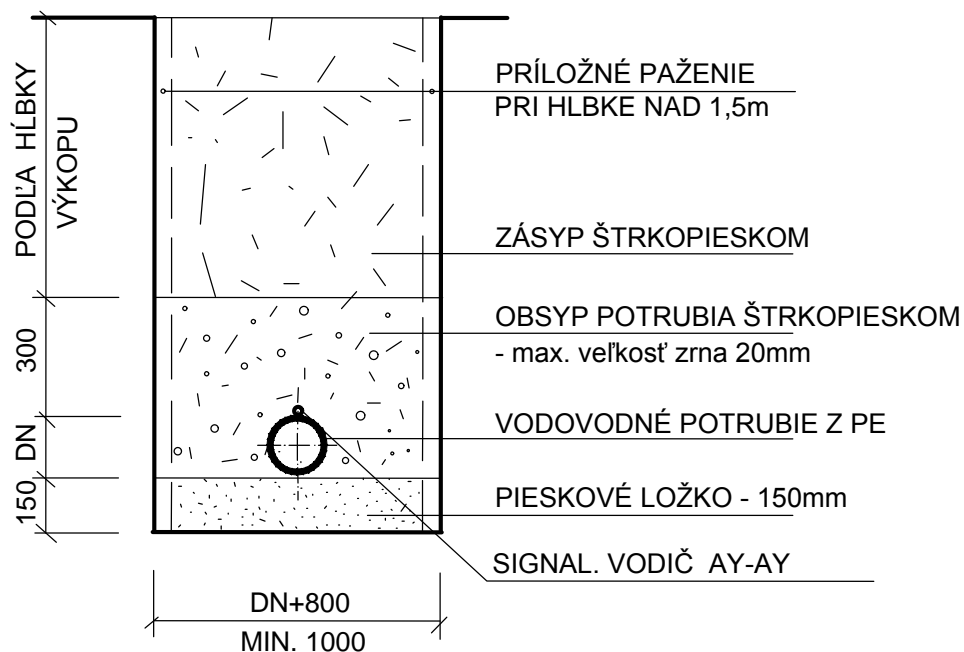 PRÍLOŽNÉ PAŽENIE
PRI HLBKE NAD 1,5m
ZÁSYP ŠTRKOPIESKOM
OBSYP POTRUBIA ŠTRKOPIESKOM
- max. veľkosť zrna 20mm
VODOVODNÉ POTRUBIE Z PE
PIESKOVÉ LOŽKO - 150mm
SIGNAL. VODIČ AY-AY
PODĽA HĹBKY
VÝKOPU
300
DN
150
DN+800
MIN. 1000